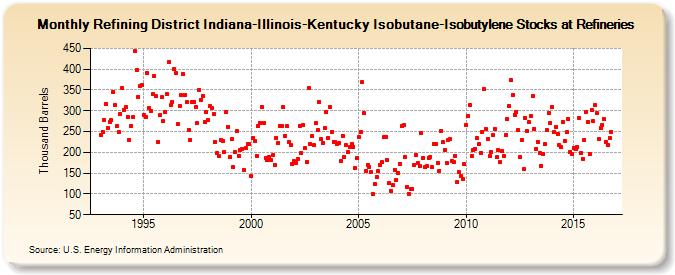 Monthly Refining District Indiana-Illinois-Kentucky Isobutane-Isobutylene Stocks at Refineries
Thousand Barrels
450
400
350
300
250
200
150
100
50
1995 2000 2005 2010 2015
Source: U.S. Energy Information Administration